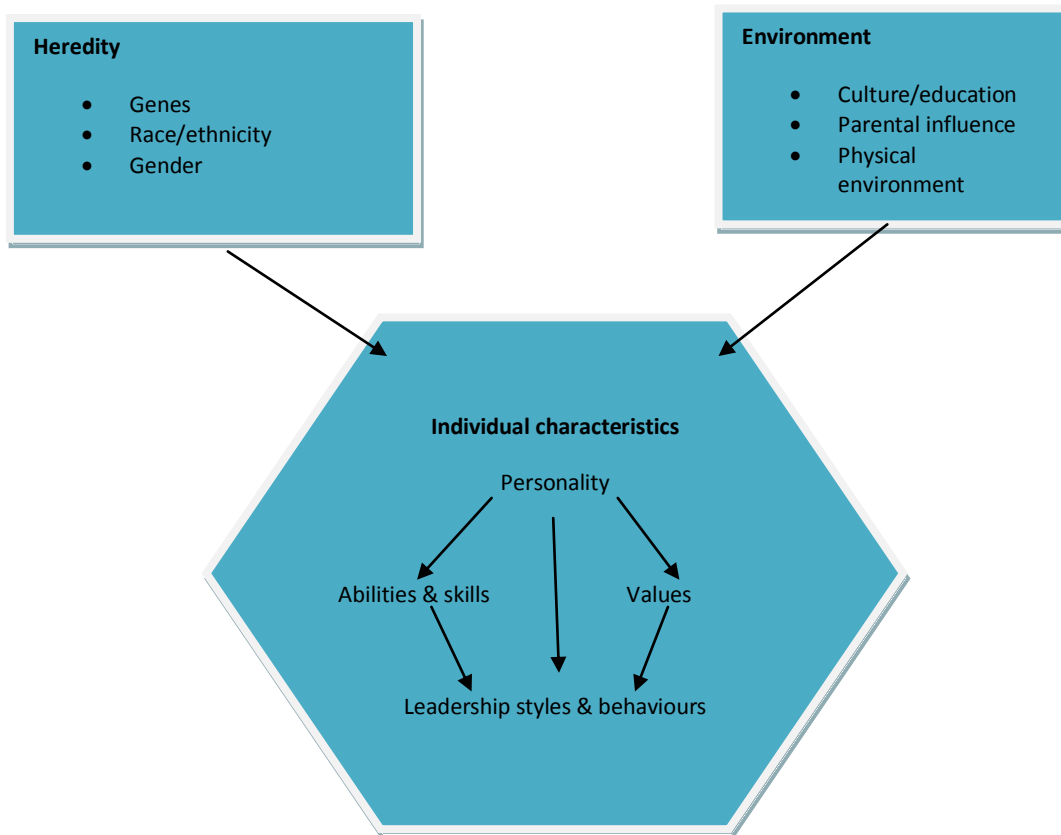 Heredity
• Genes
• Race/ethnicity
• Gender
Environment
• Culture/education
• Parental influence
• Physical
environment
Individual characteristics
Personality
Abilities & skills
Values
Leadership styles & behaviours